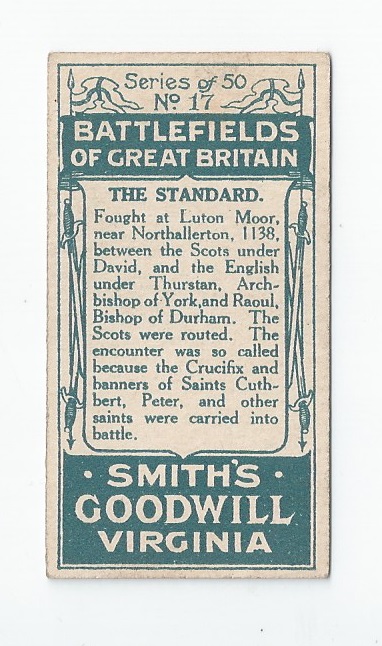 Series of 50
No 17
BATTLEFIELDS
OF GREAT BRITAIN
THE STANDARD.
Fought at Luton Moor,
near Northallerton, 1138,
between the Scots under
David, and the English
under Thurstan, Arch-
bishop of York, and Raoul,
Bishop of Durham. The
Scots were routed. The
encounter was so called
because the Crucifix and
banners of Saints Cuth-
bert, Peter, and other
saints were carried into
battle.
· SMITH'S ·
GOODWILL
VIRGINIA